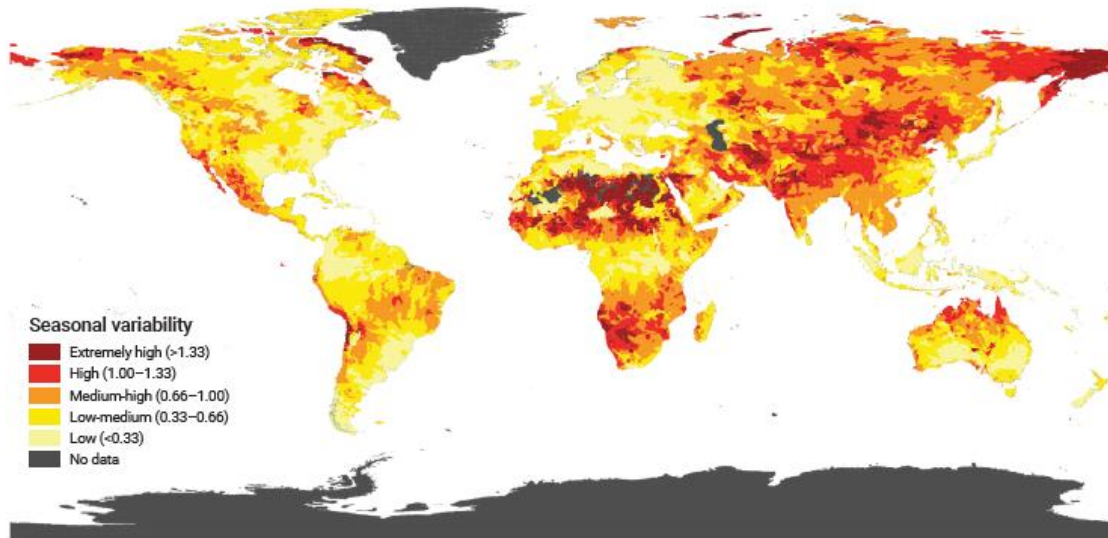 Seasonal variability
Extremely high (>1.33)
High (1.00–1.33)
Medium-high (0.66–1.00)
Low-medium (0.33–0.66)
Low (<0.33)
No data